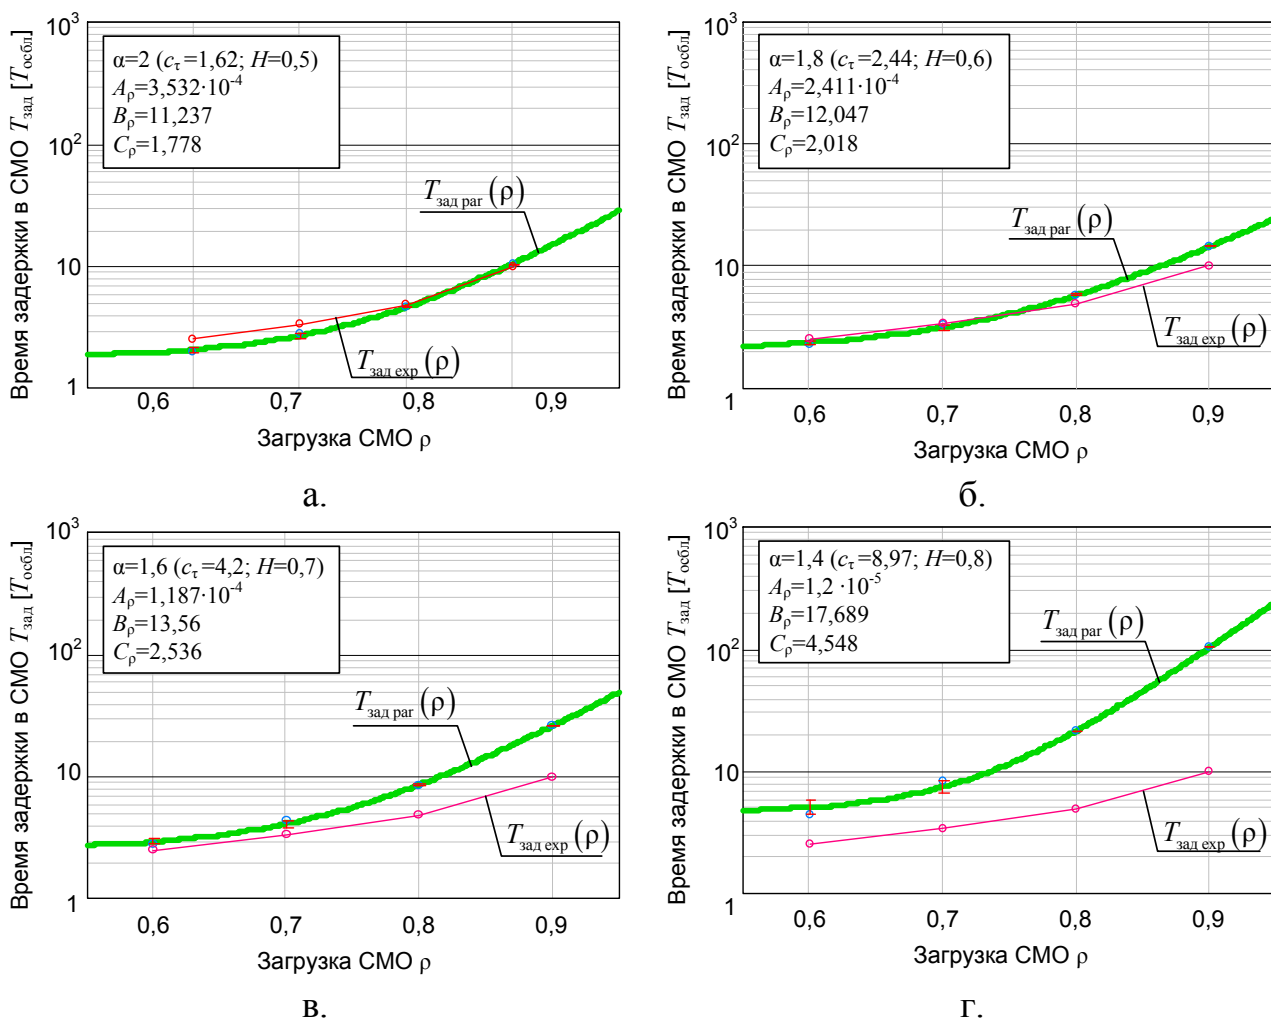 10³
10²
10
1
Время задержки в СМО Tзад [Tосбл]
α=2 (cτ=1,62; H=0,5)
Aρ=3,532·10⁻⁴
Bρ=11,237
Cρ=1,778
Tзад par (ρ)
Tзад exp (ρ)
0,6 0,7 0,8 0,9
Загрузка СМО ρ
а.
10³
10²
10
1
Время задержки в СМО Tзад [Tосбл]
α=1,8 (cτ=2,44; H=0,6)
Aρ=2,411·10⁻⁴
Bρ=12,047
Cρ=2,018
Tзад par (ρ)
Tзад exp (ρ)
0,6 0,7 0,8 0,9
Загрузка СМО ρ
б.
10³
10²
10
1
Время задержки в СМО Tзад [Tосбл]
α=1,6 (cτ=4,2; H=0,7)
Aρ=1,187·10⁻⁴
Bρ=13,56
Cρ=2,536
Tзад par (ρ)
Tзад exp (ρ)
0,6 0,7 0,8 0,9
Загрузка СМО ρ
в.
10³
10²
10
1
Время задержки в СМО Tзад [Tосбл]
α=1,4 (cτ=8,97; H=0,8)
Aρ=1,2 ·10⁻⁵
Bρ=17,689
Cρ=4,548
Tзад par (ρ)
Tзад exp (ρ)
0,6 0,7 0,8 0,9
Загрузка СМО ρ
г.